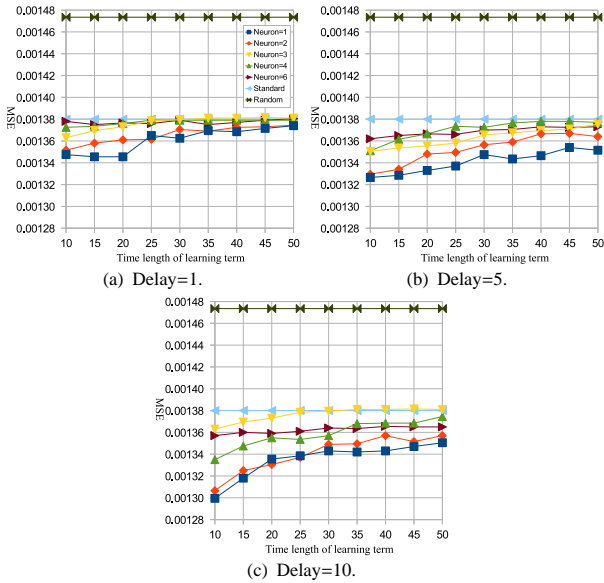 0.00148
0.00146
0.00144
0.00142
0.00140
0.00138
0.00136
0.00134
0.00132
0.00130
0.00128
MSE
Neuron=1
Neuron=2
Neuron=3
Neuron=4
Neuron=6
Standard
Random
10 15 20 25 30 35 40 45 50
Time length of learning term
(a) Delay=1.
0.00148
0.00146
0.00144
0.00142
0.00140
0.00138
0.00136
0.00134
0.00132
0.00130
0.00128
MSE
10 15 20 25 30 35 40 45 50
Time length of learning term
(b) Delay=5.
0.00148
0.00146
0.00144
0.00142
0.00140
0.00138
0.00136
0.00134
0.00132
0.00130
0.00128
MSE
10 15 20 25 30 35 40 45 50
Time length of learning term
(c) Delay=10.